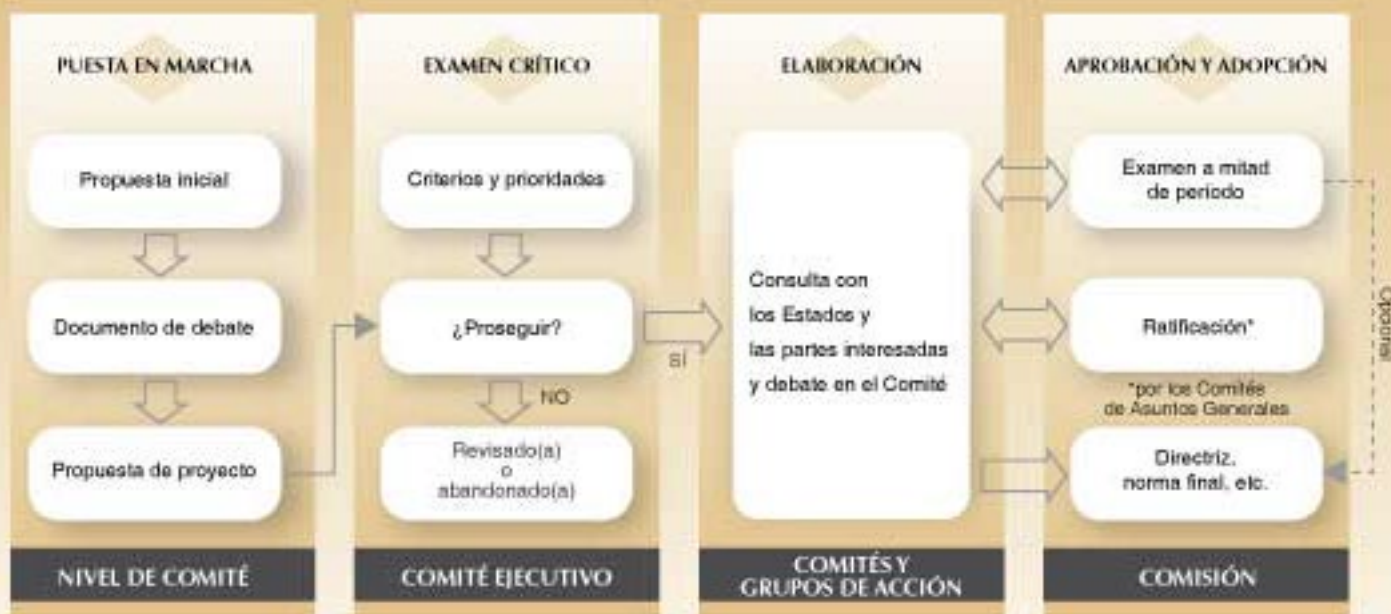 PUESTA EN MARCHA
Propuesta inicial
Documento de debate
Propuesta de proyecto
NIVEL DE COMITÉ
EXAMEN CRÍTICO
Criterios y prioridades
¿Proseguir?
SÍ
NO
Revisado(a)
o
abandonado(a)
COMITÉ EJECUTIVO
ELABORACIÓN
Consulta con
los Estados y
las partes interesadas
y debate en el Comité
COMITÉS Y
GRUPOS DE ACCIÓN
APROBACIÓN Y ADOPCIÓN
Examen a mitad
de período
Ratificación*
*por los Comités
de Asuntos Generales
Directriz,
norma final, etc.
Opcional
COMISIÓN